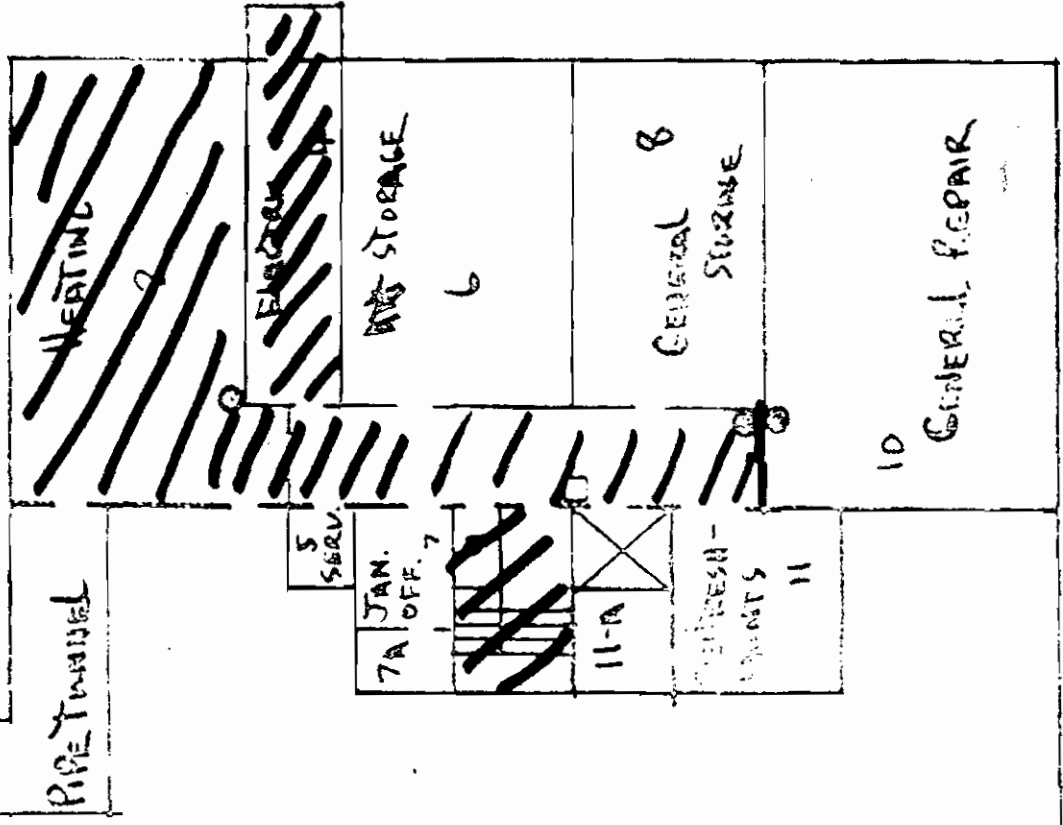 PIPE TUNNEL
HEATING
2
4
STORAGE
6
GENERAL 8
STORAGE
10
GENERAL REPAIR
5
SERV.
JAN.
OFF. 7
7A
11-A
11